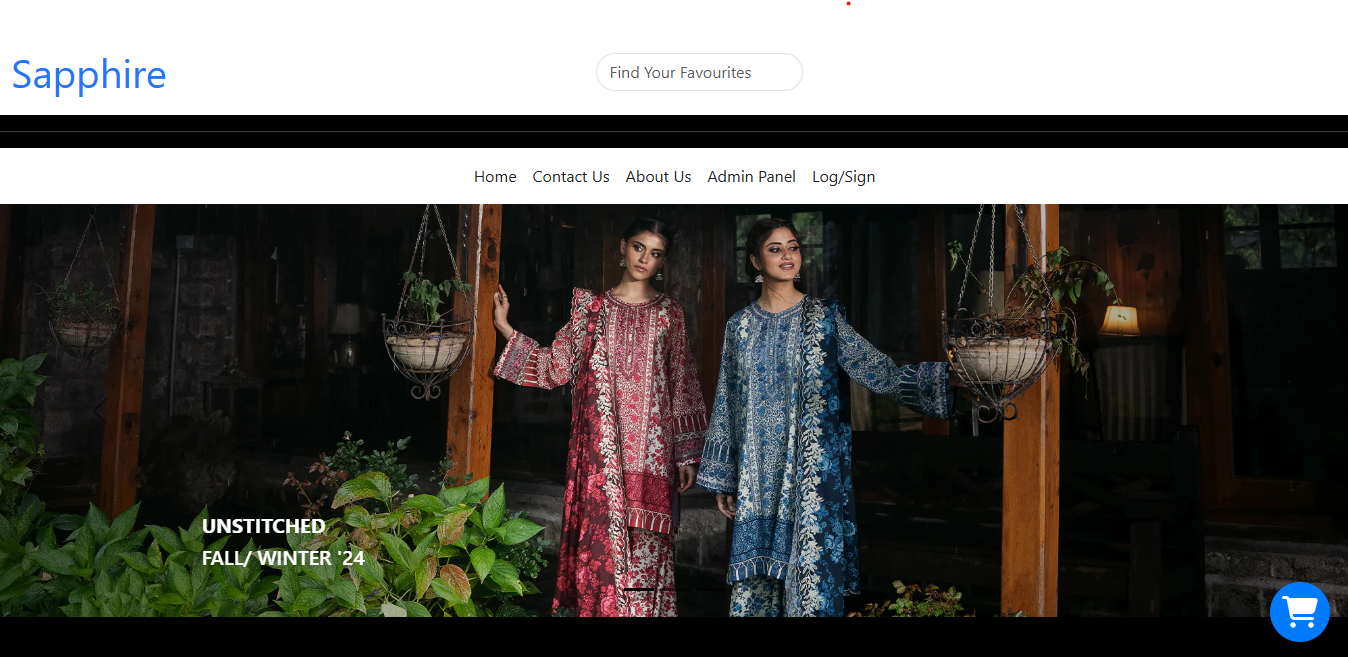 Sapphire
Find Your Favourites
Home Contact Us About Us Admin Panel Log/Sign
UNSTITCHED
FALL/ WINTER '24